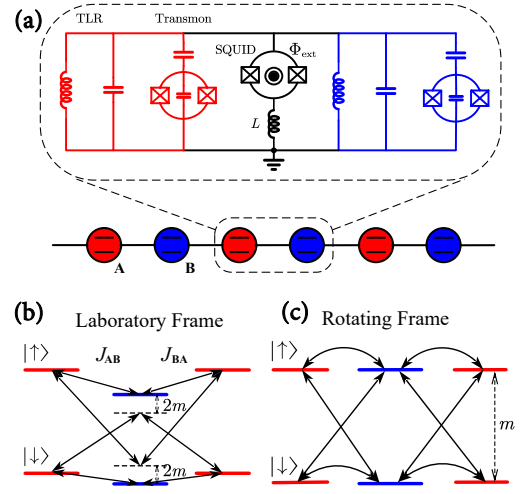 (a)
TLR Transmon
SQUID Φext
L
A B
(b) (c)
Laboratory Frame Rotating Frame
|↑⟩ JAB JBA |↑⟩
2m
m
|↓⟩ 2m |↓⟩